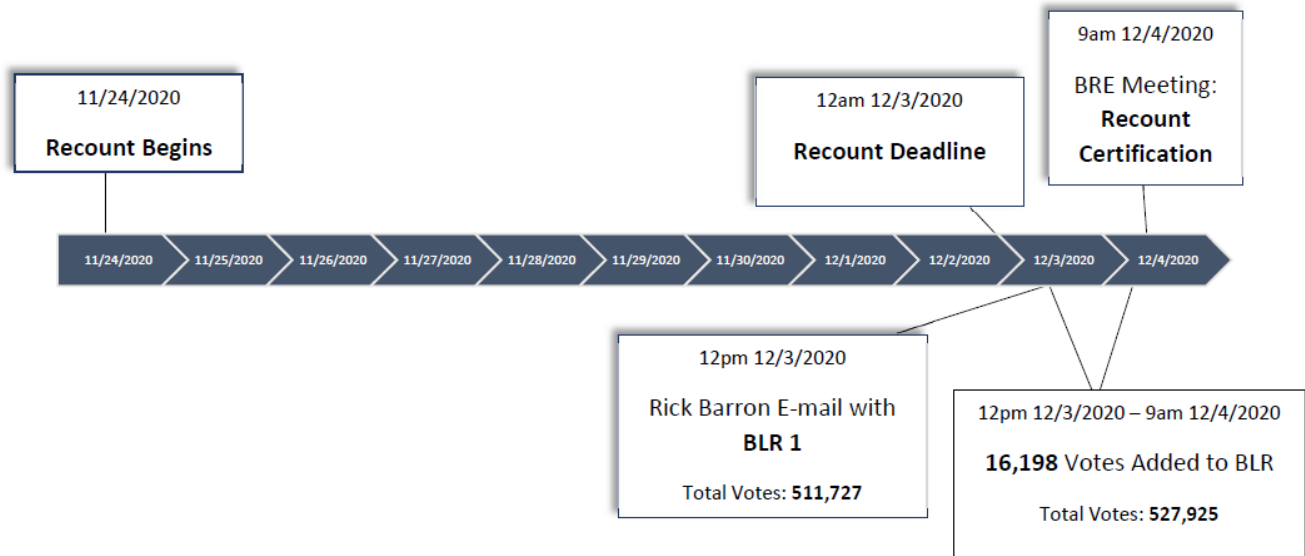 9am 12/4/2020
BRE Meeting:
Recount
Certification
11/24/2020
Recount Begins
12am 12/3/2020
Recount Deadline
11/24/2020
11/25/2020
11/26/2020
11/27/2020
11/28/2020
11/29/2020
11/30/2020
12/1/2020
12/2/2020
12/3/2020
12/4/2020
12pm 12/3/2020
Rick Barron E-mail with
BLR 1
Total Votes: 511,727
12pm 12/3/2020 – 9am 12/4/2020
16,198 Votes Added to BLR
Total Votes: 527,925